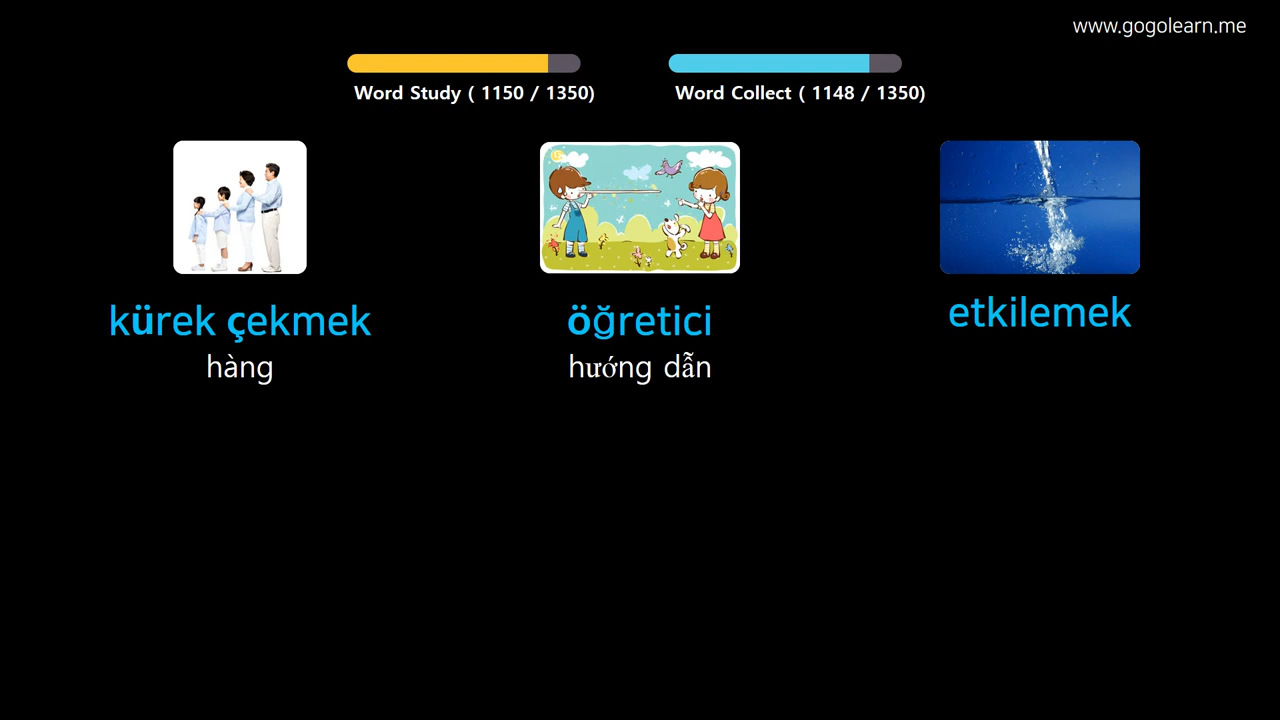 www.gogolearn.me
Word Study ( 1150 / 1350)
Word Collect ( 1148 / 1350)
kürek çekmek
hàng
öğretici
hướng dẫn
etkilemek